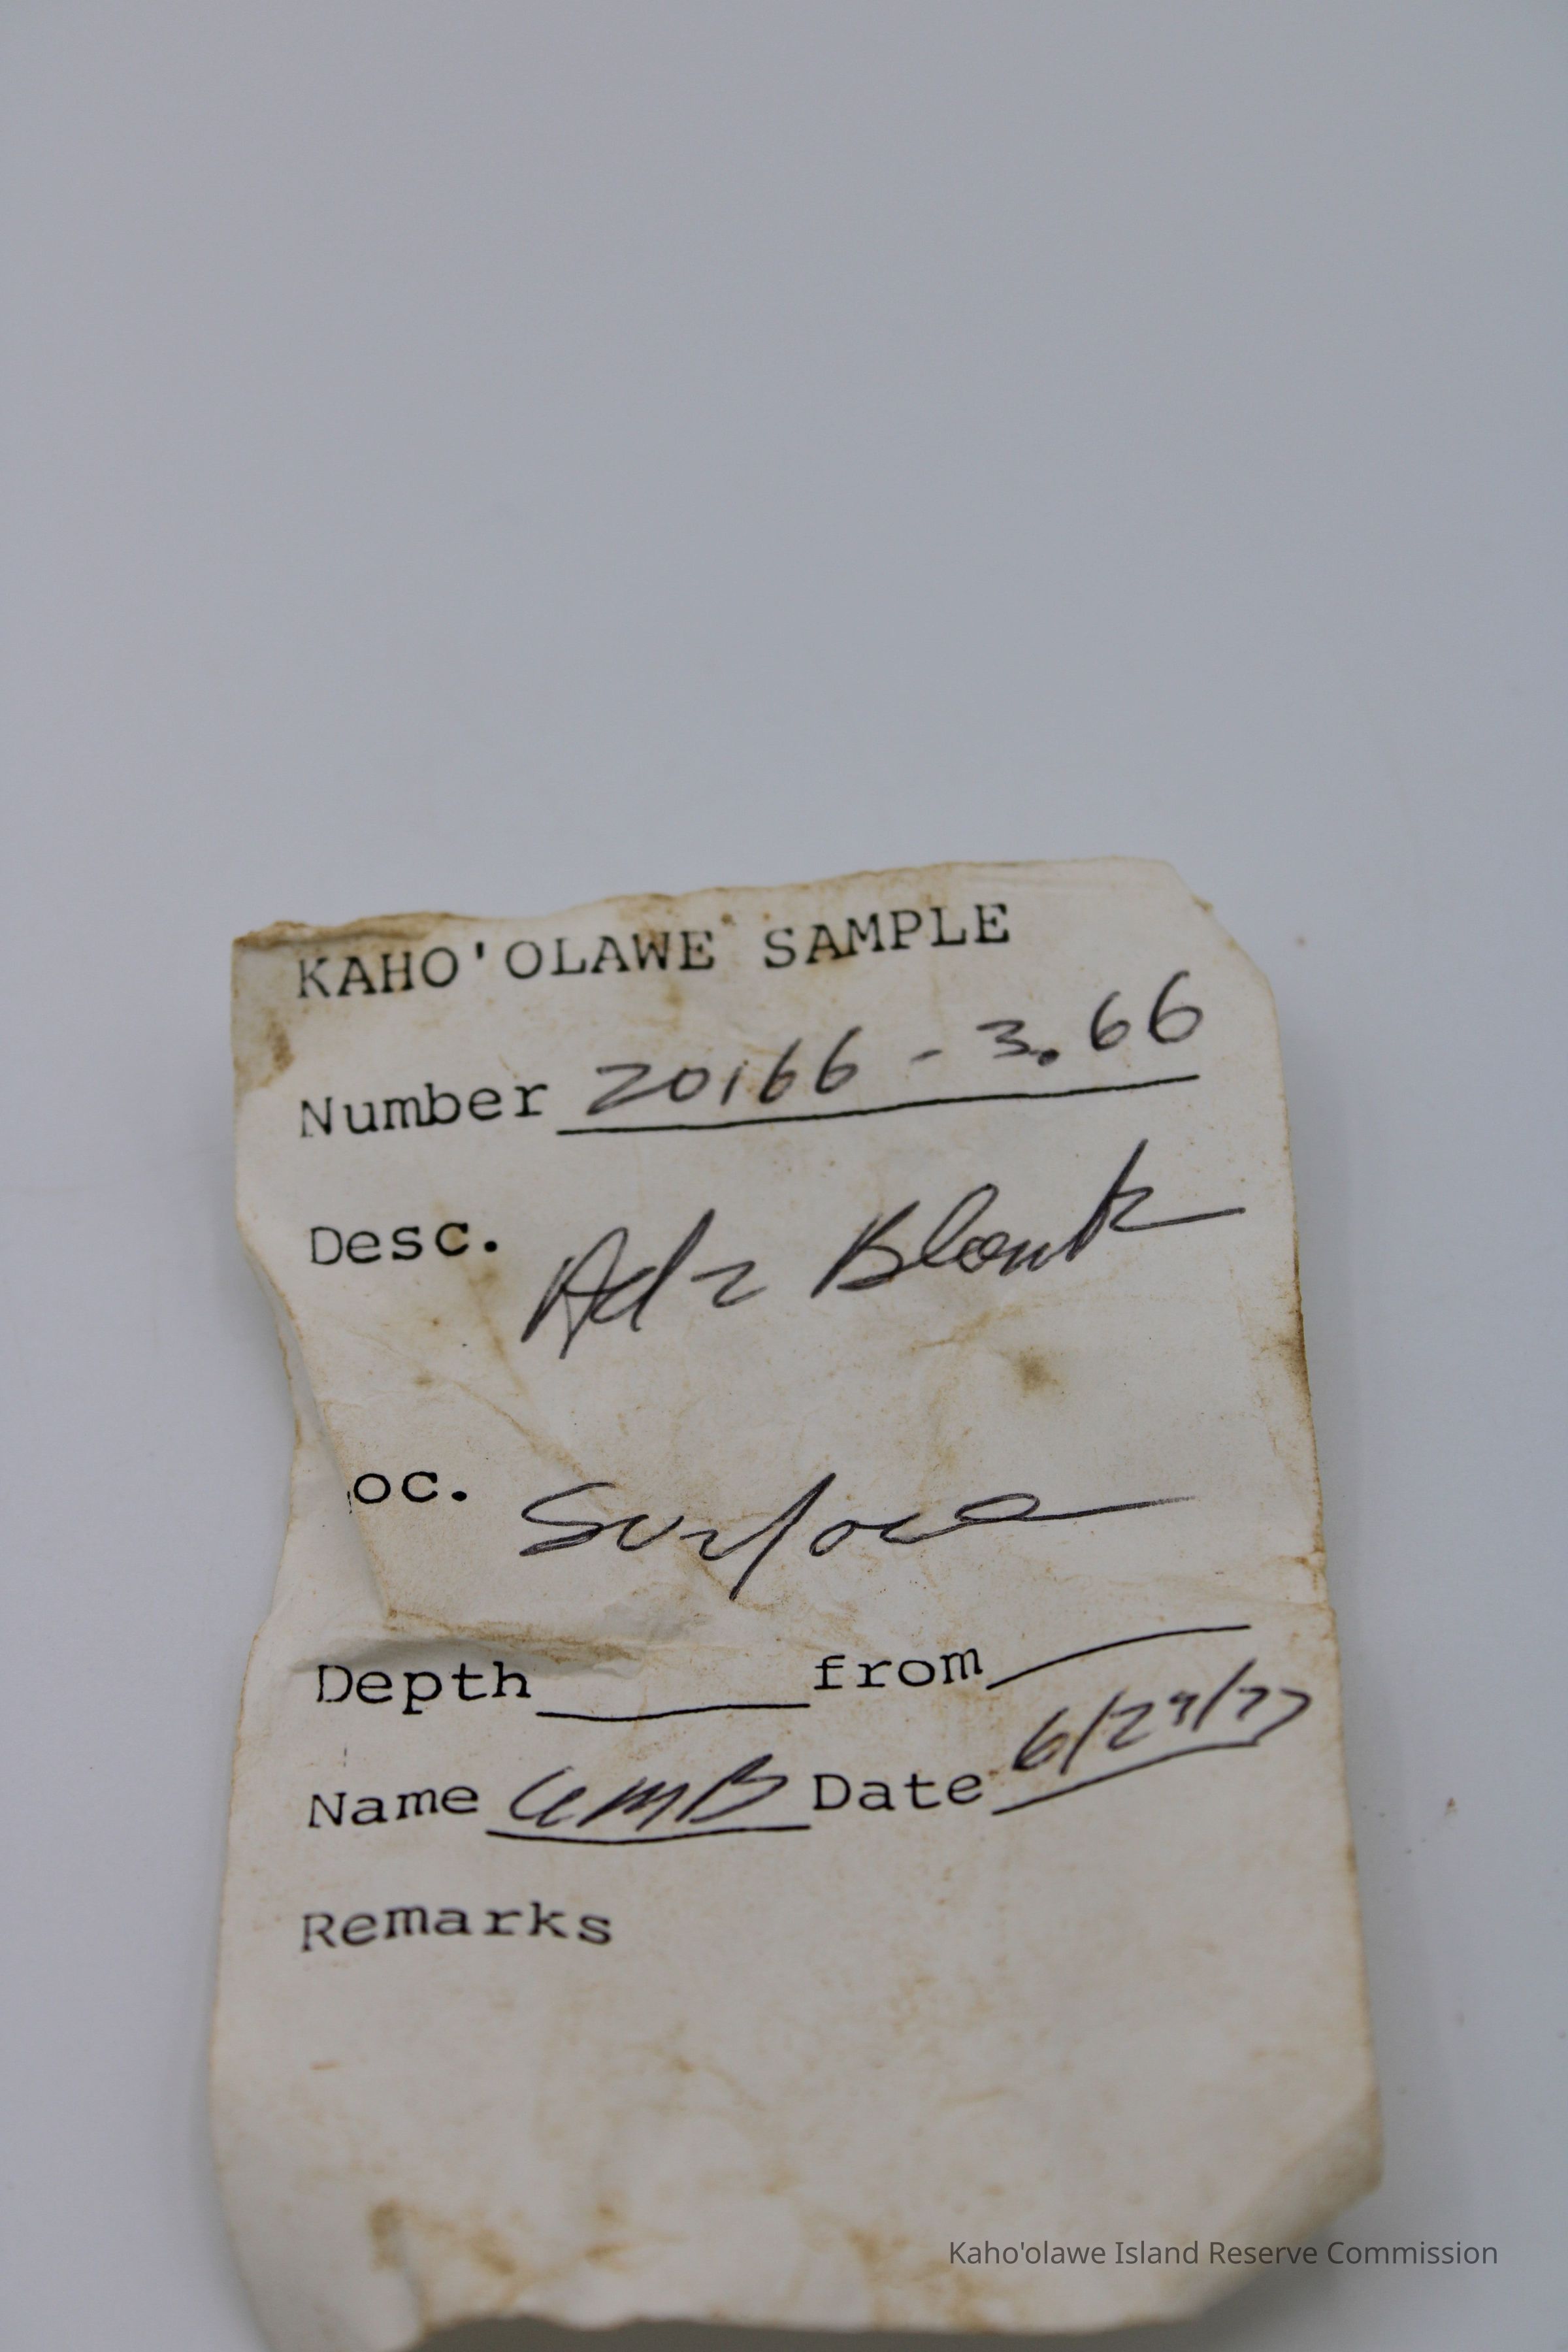 KAHO'OLAWE SAMPLE
Number 20166 - 3.66
Desc. Adz Blank
oc. Surface
Depth from
Name Date 6/29/77
Remarks
Kaho'olawe Island Reserve Commission